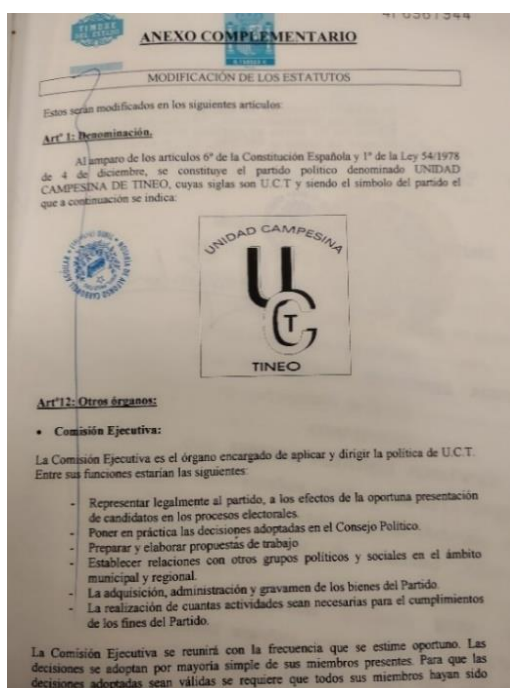 TIMBRE
DEL ESTADO
ANEXO COMPLEMENTARIO
MODIFICACIÓN DE LOS ESTATUTOS
Estos serán modificados en los siguientes artículos:
Artº 1: Denominación.
Al amparo de los artículos 6º de la Constitución Española y 1º de la Ley 54/1978
de 4 de diciembre, se constituye el partido político denominado UNIDAD
CAMPESINA DE TINEO, cuyas siglas son U.C.T y siendo el símbolo del partido el
que a continuación se indica:
UNIDAD CAMPESINA
UCT
TINEO
Artº12: Otros órganos:
• Comisión Ejecutiva:
La Comisión Ejecutiva es el órgano encargado de aplicar y dirigir la política de U.C.T.
Entre sus funciones estarían las siguientes:
- Representar legalmente al partido, a los efectos de la oportuna presentación
de candidatos en los procesos electorales.
- Poner en práctica las decisiones adoptadas en el Consejo Político.
- Preparar y elaborar propuestas de trabajo
- Establecer relaciones con otros grupos políticos y sociales en el ámbito
municipal y regional.
- La adquisición, administración y gravamen de los bienes del Partido.
- La realización de cuantas actividades sean necesarias para el cumplimientos
de los fines del Partido.
La Comisión Ejecutiva se reunirá con la frecuencia que se estime oportuno. Las
decisiones se adoptan por mayoría simple de sus miembros presentes. Para que las
decisiones adoptadas sean válidas se requiere que todos sus miembros hayan sido